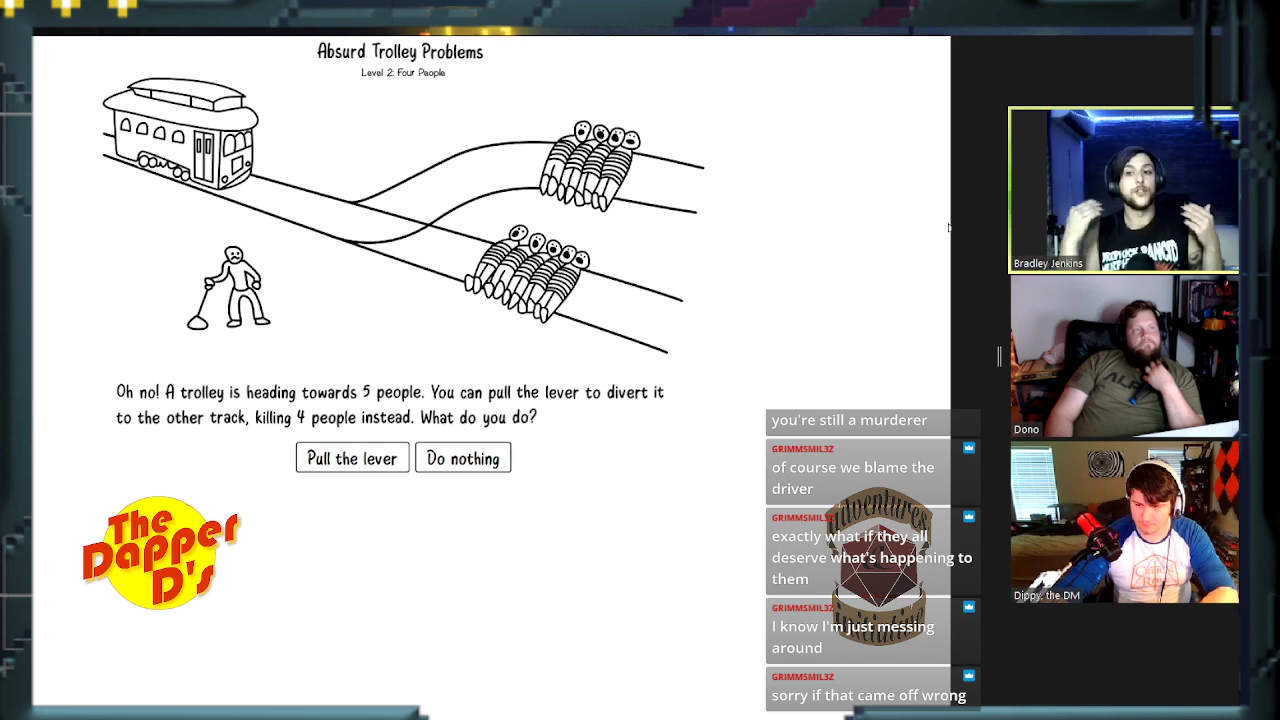 Absurd Trolley Problems
Level 2: Four People
Oh no! A trolley is heading towards 5 people. You can pull the lever to divert it
to the other track, killing 4 people instead. What do you do?
Pull the lever
Do nothing
The
Dapper
D's
you're still a murderer
GRIMMSMIL3Z
of course we blame the
driver
GRIMMSMIL3Z
exactly what if they all
deserve what's happening to
them
GRIMMSMIL3Z
I know I'm just messing
around
GRIMMSMIL3Z
sorry if that came off wrong
Adventures
Bradley Jenkins
RANCID
Dono
Dippy, the DM